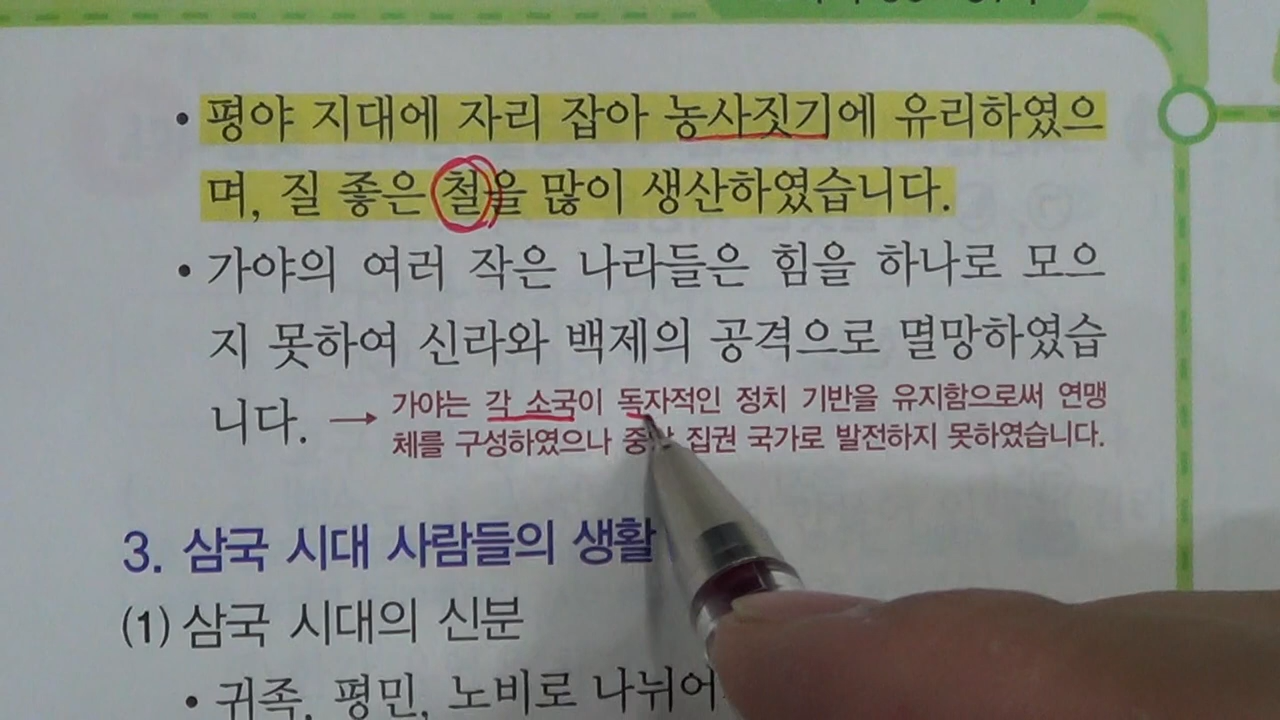 • 평야 지대에 자리 잡아 농사짓기에 유리하였으
며, 질 좋은 철을 많이 생산하였습니다.
• 가야의 여러 작은 나라들은 힘을 하나로 모으
지 못하여 신라와 백제의 공격으로 멸망하였습
니다. → 가야는 각 소국이 독자적인 정치 기반을 유지함으로써 연맹
체를 구성하였으나 집권 국가로 발전하지 못하였습니다.
3. 삼국 시대 사람들의 생활
(1) 삼국 시대의 신분
• 귀족, 평민, 노비로 나뉘어